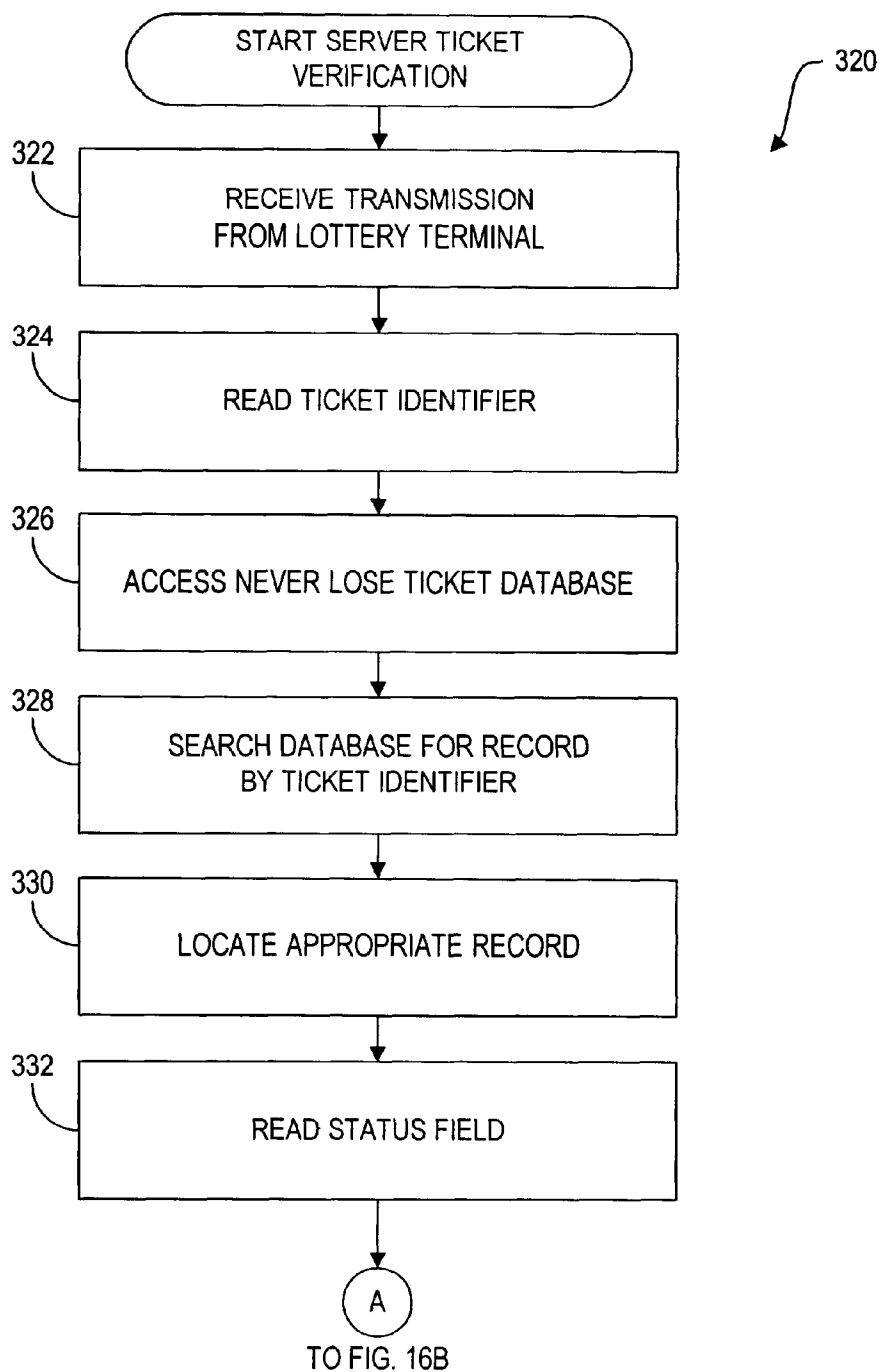 START SERVER TICKET
VERIFICATION
320
322
RECEIVE TRANSMISSION
FROM LOTTERY TERMINAL
324
READ TICKET IDENTIFIER
326
ACCESS NEVER LOSE TICKET DATABASE
328
SEARCH DATABASE FOR RECORD
BY TICKET IDENTIFIER
330
LOCATE APPROPRIATE RECORD
332
READ STATUS FIELD
A
TO FIG. 16B